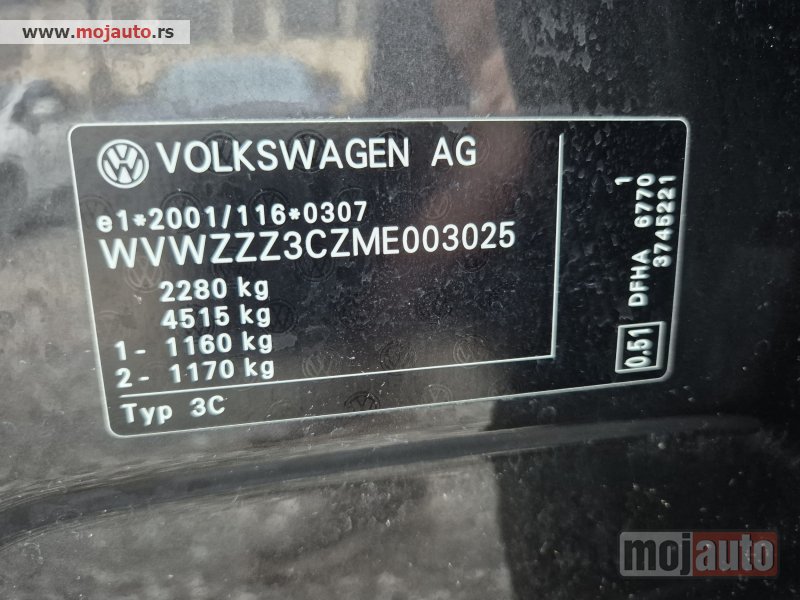 www.mojauto.rs
VOLKSWAGEN AG
e1*2001/116*0307
WVWZZZ3CZME003025
2280 kg
4515 kg
1- 1160 kg
2- 1170 kg
Typ 3C
0.51
DFHA 6770 1
3745221
mojauto